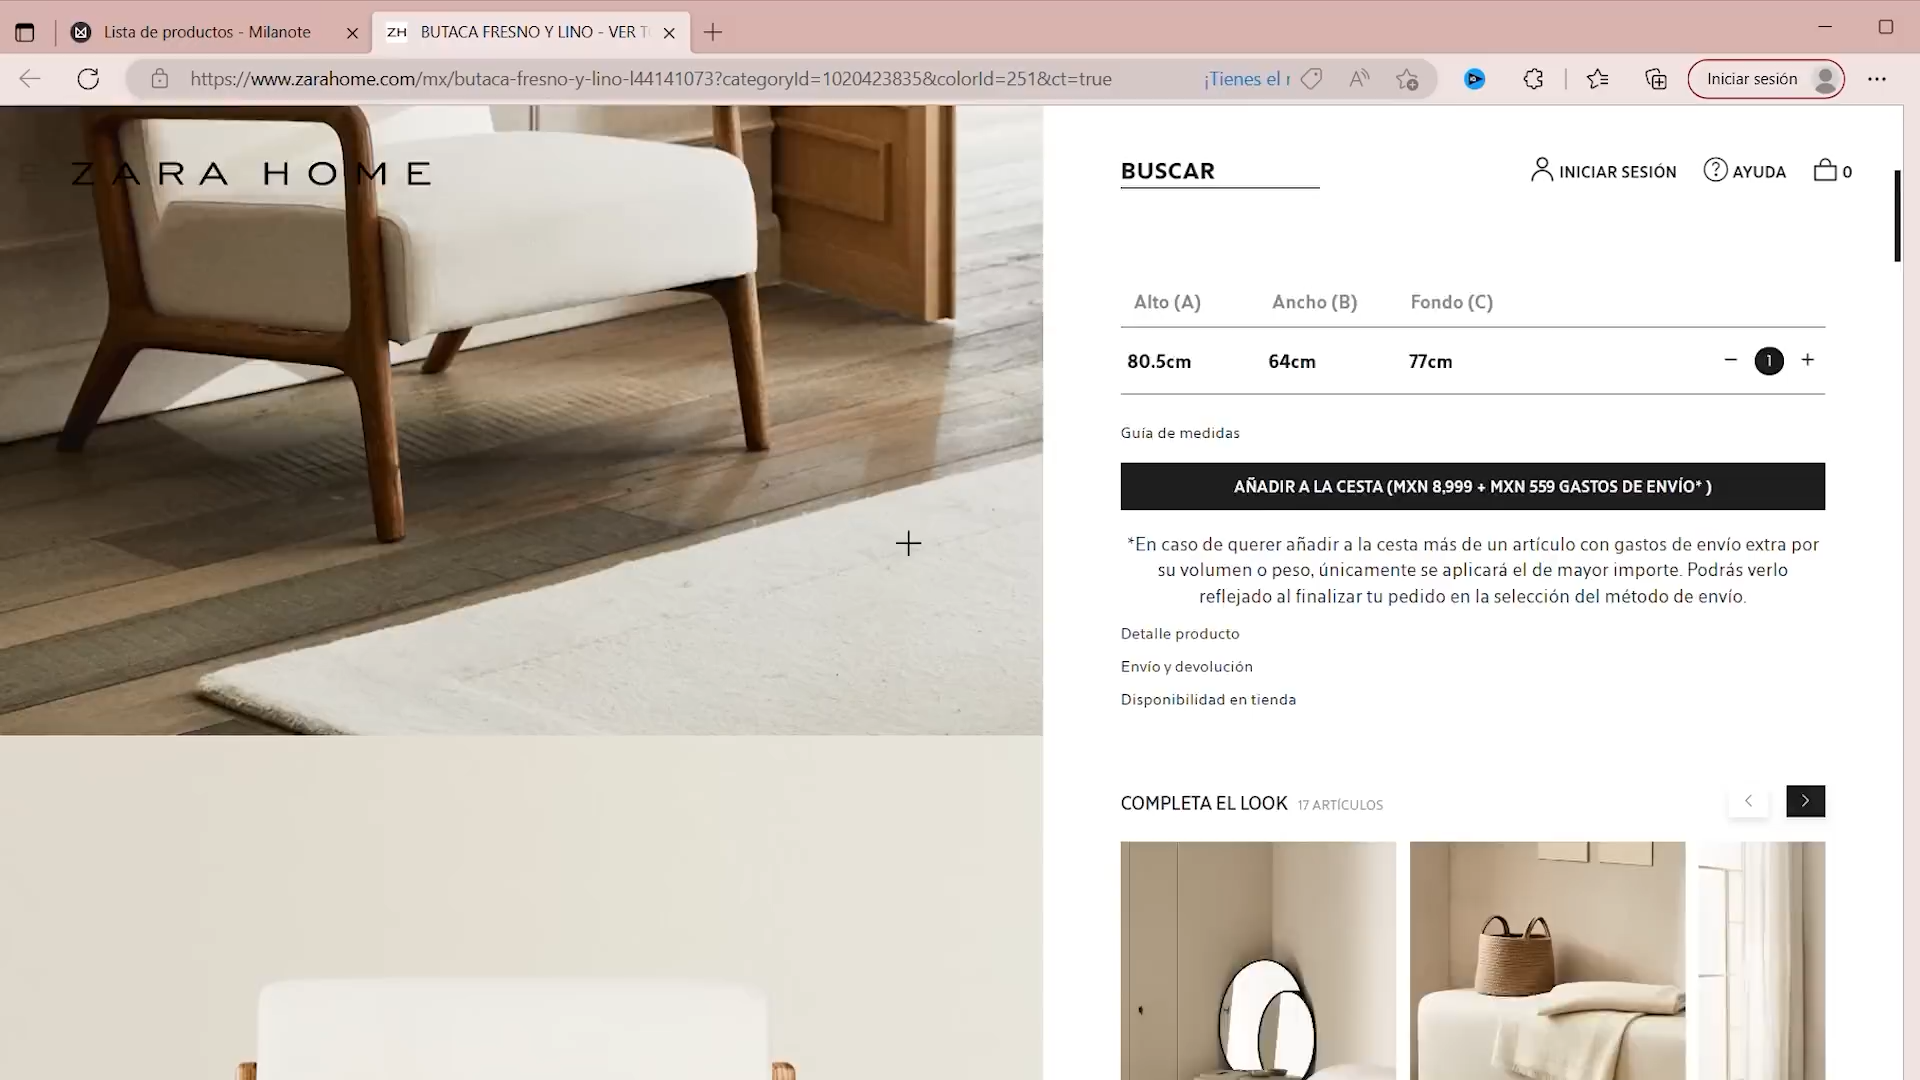 Lista de productos - Milanote
ZH BUTACA FRESNO Y LINO - VER T
https://www.zarahome.com/mx/butaca-fresno-y-lino-l44141073?categoryId=1020423835&colorId=251&ct=true
¡Tienes el r
Iniciar sesión
ZARA HOME
BUSCAR
INICIAR SESIÓN
AYUDA
0
Alto (A) Ancho (B) Fondo (C)
80.5cm 64cm 77cm − 1 +
Guía de medidas
AÑADIR A LA CESTA (MXN 8,999 + MXN 559 GASTOS DE ENVÍO* )
*En caso de querer añadir a la cesta más de un artículo con gastos de envío extra por
su volumen o peso, únicamente se aplicará el de mayor importe. Podrás verlo
reflejado al finalizar tu pedido en la selección del método de envío.
Detalle producto
Envío y devolución
Disponibilidad en tienda
COMPLETA EL LOOK 17 ARTÍCULOS